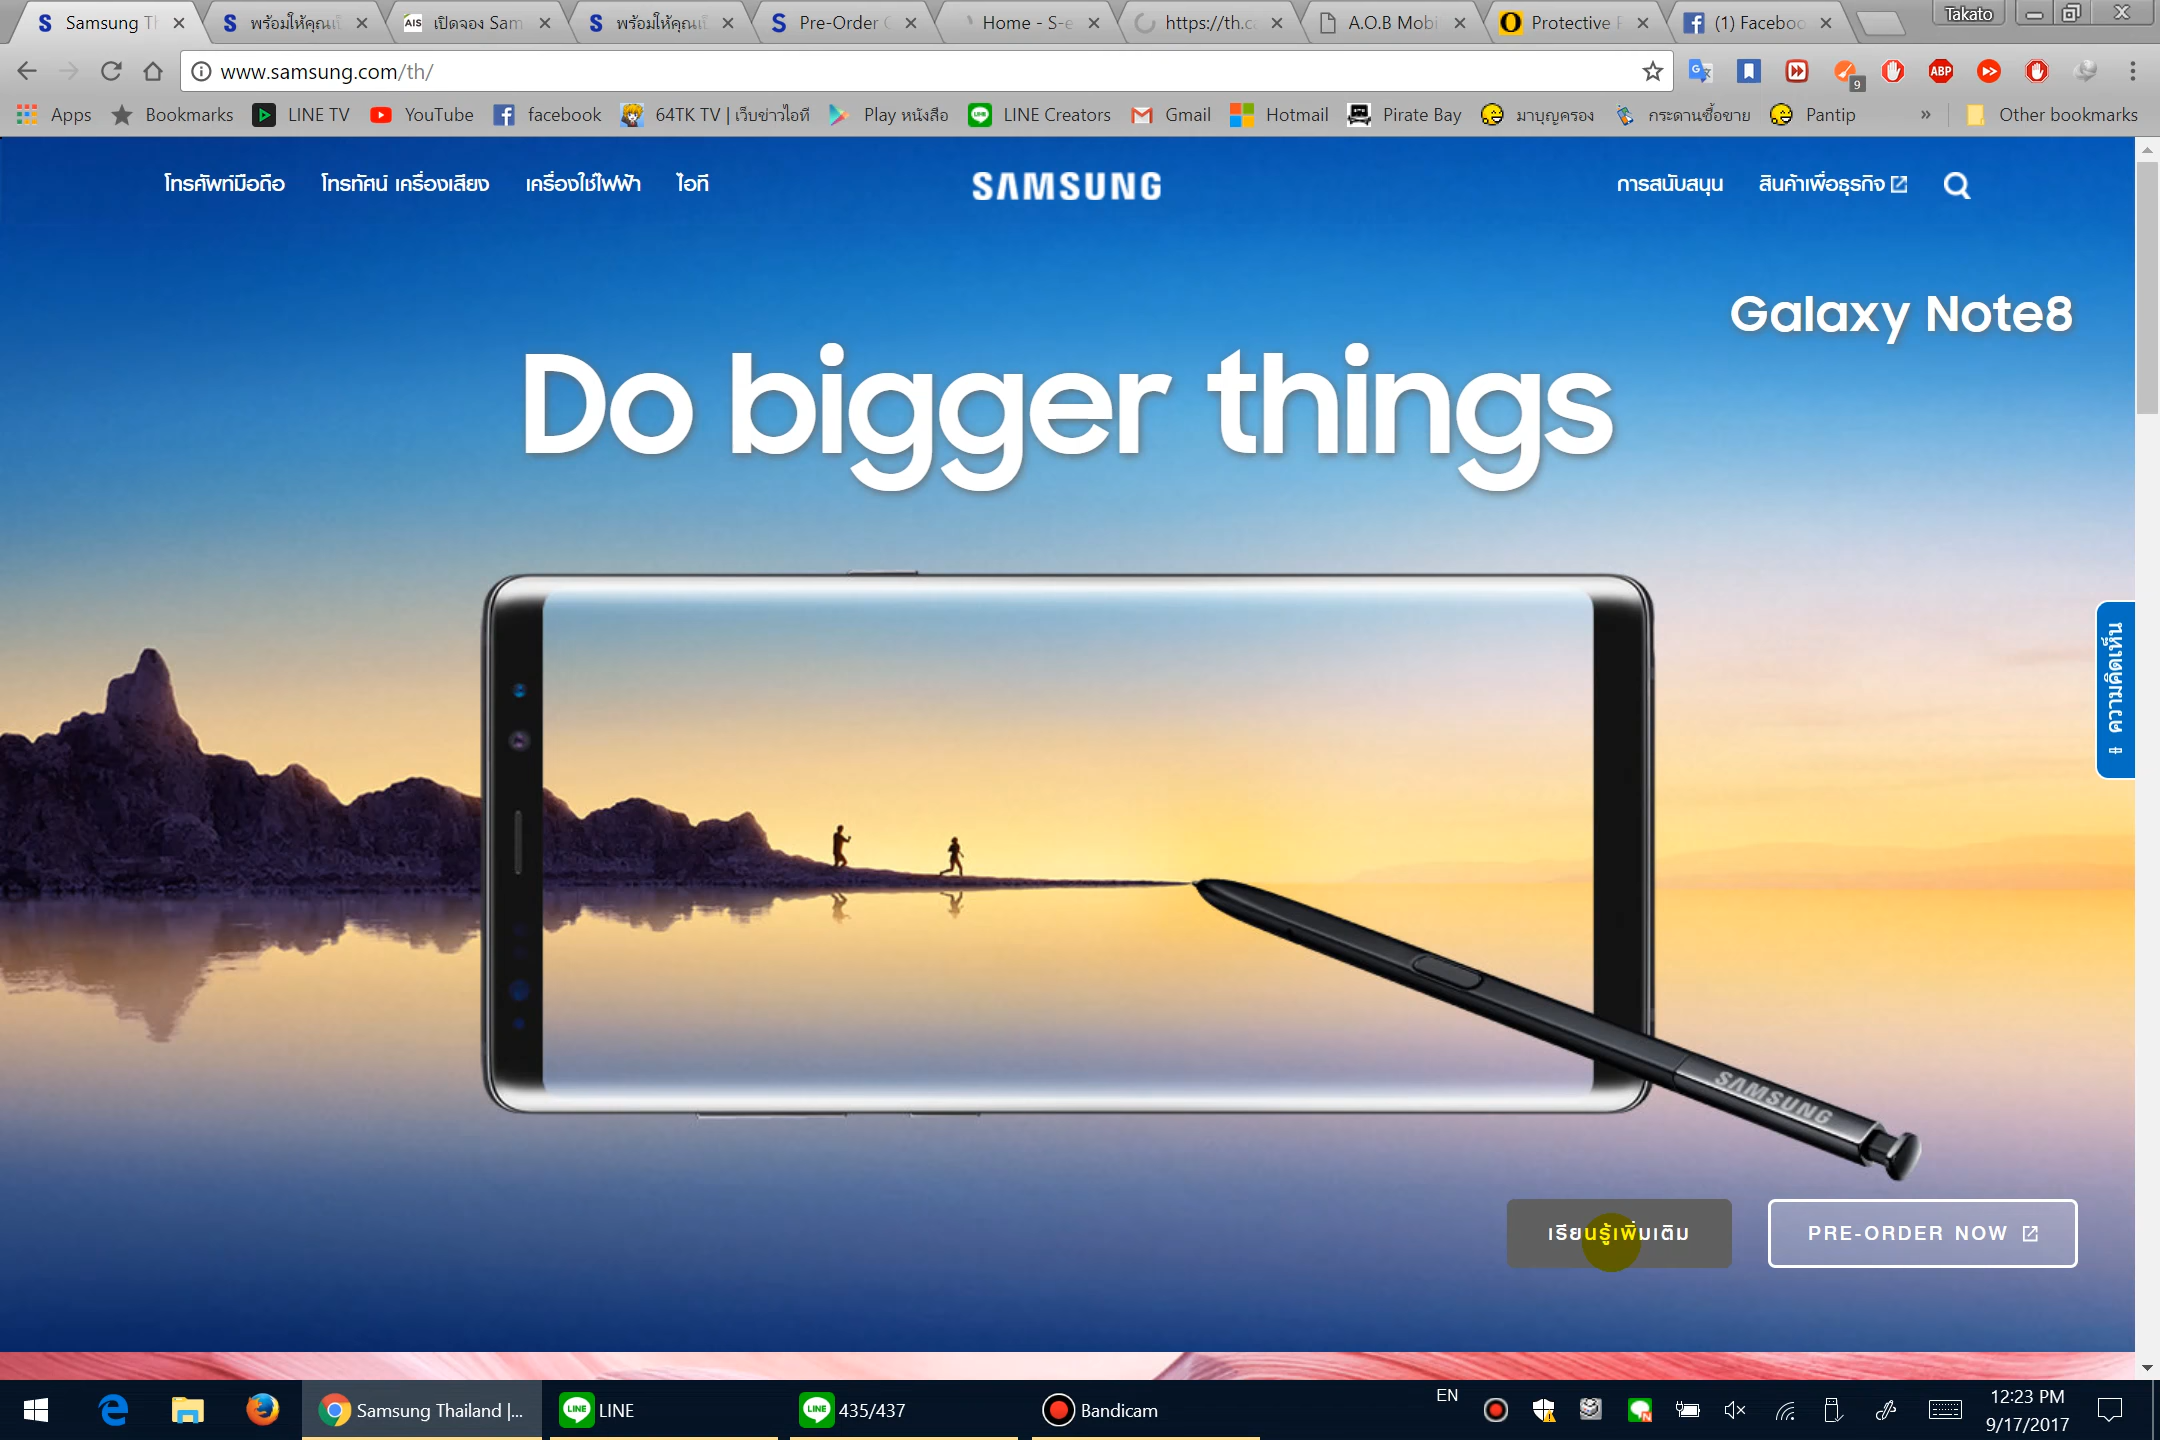 Samsung Th
พร้อมให้คุณเป็
AIS เปิดจอง Sam
พร้อมให้คุณเป็
Pre-Order
Home - S-e
https://th.c
A.O.B Mobi
Protective
(1) Faceboo
Takato
www.samsung.com/th/
ABP
9
Apps
Bookmarks
LINE TV
YouTube
facebook
64TK TV | เว็บข่าวไอที
Play หนังสือ
LINE Creators
Gmail
Hotmail
Pirate Bay
มาบุญครอง
กระดานซื้อขาย
Pantip
»
Other bookmarks
โทรศัพท์มือถือ
โทรทัศน์ เครื่องเสียง
เครื่องใช้ไฟฟ้า
ไอที
SAMSUNG
การสนับสนุน
สินค้าเพื่อธุรกิจ
Galaxy Note8
Do bigger things
ความคิดเห็น
SAMSUNG
เรียนรู้เพิ่มเติม
PRE-ORDER NOW
Samsung Thailand |...
LINE
LINE
LINE
435/437
Bandicam
EN
12:23 PM
9/17/2017